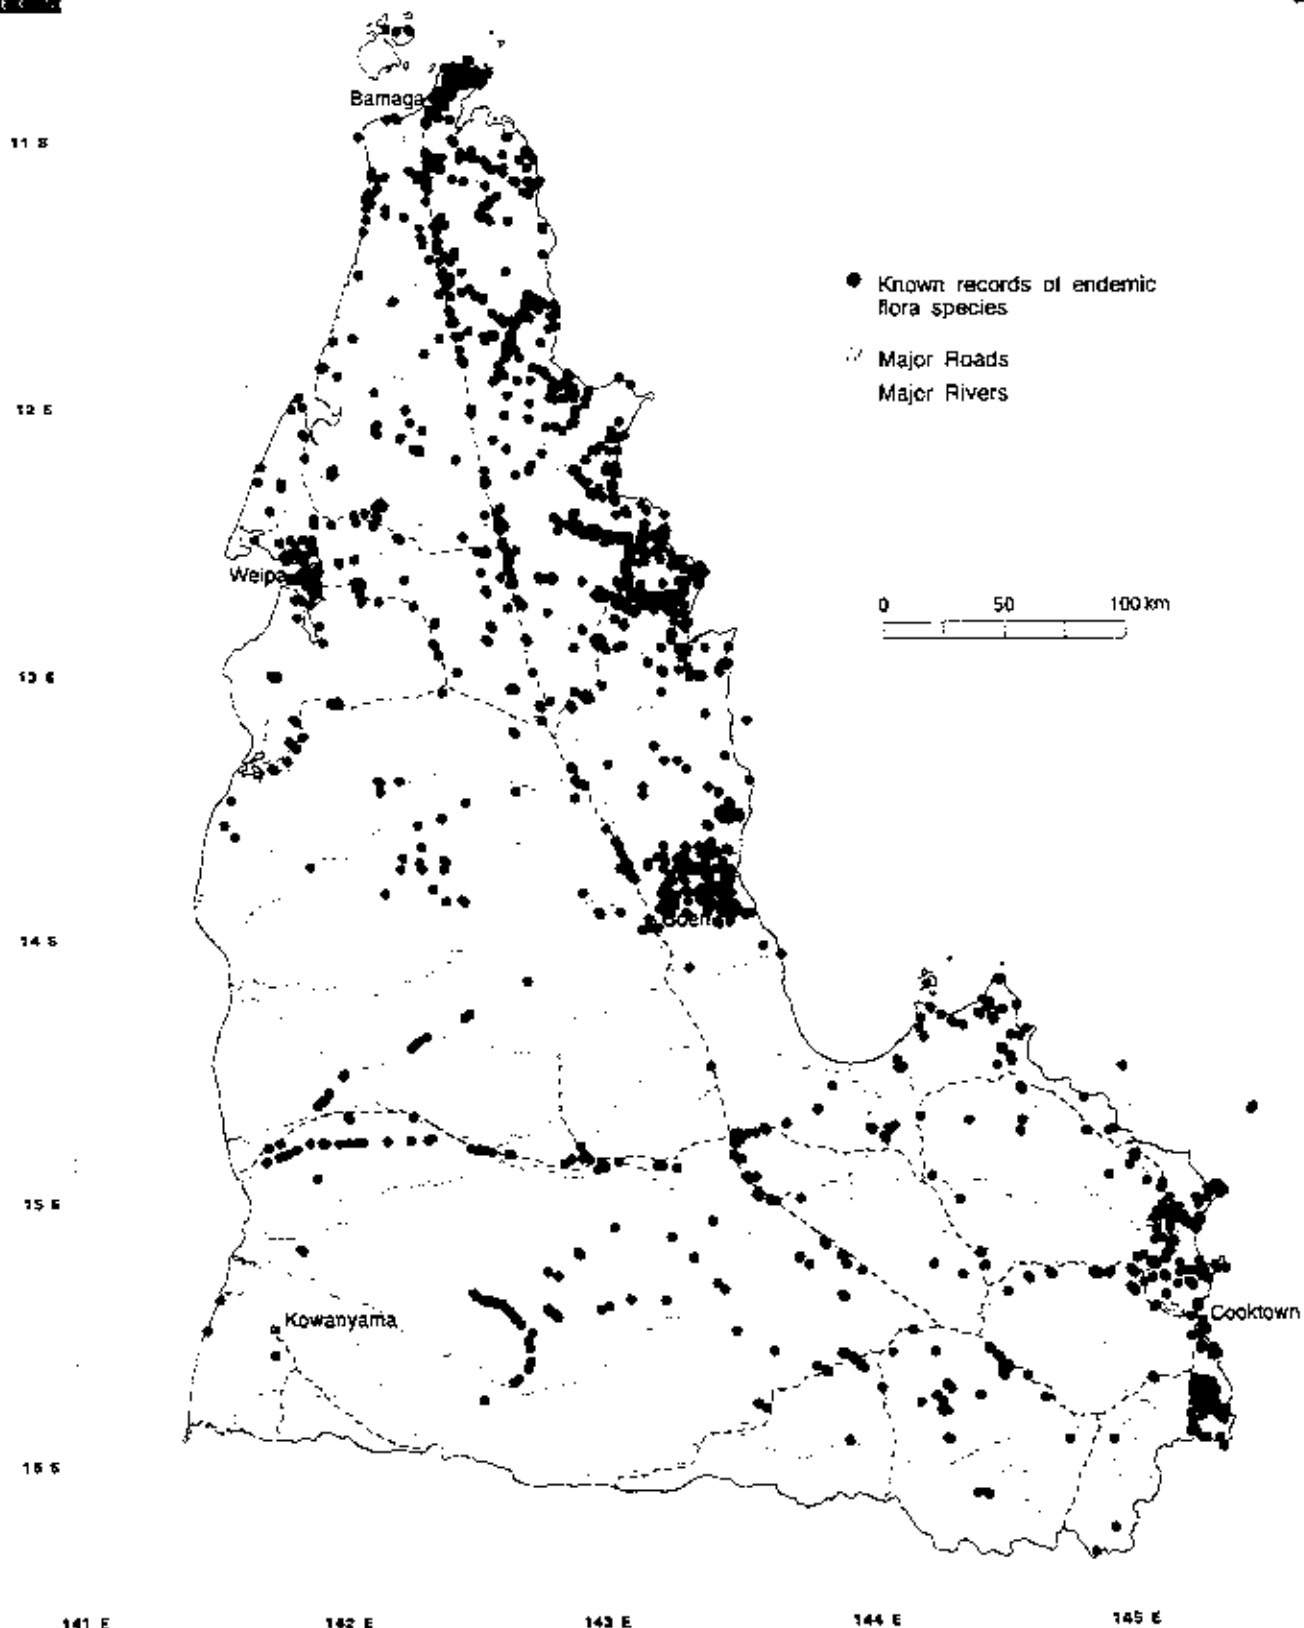 Bamaga
11 S
Known records of endemic
flora species
Major Roads
Major Rivers
12 S
Weipa
0 50 100 km
13 S
Coen
14 S
15 S
Kowanyama
Cooktown
16 S
141 E 142 E 143 E 144 E 145 E